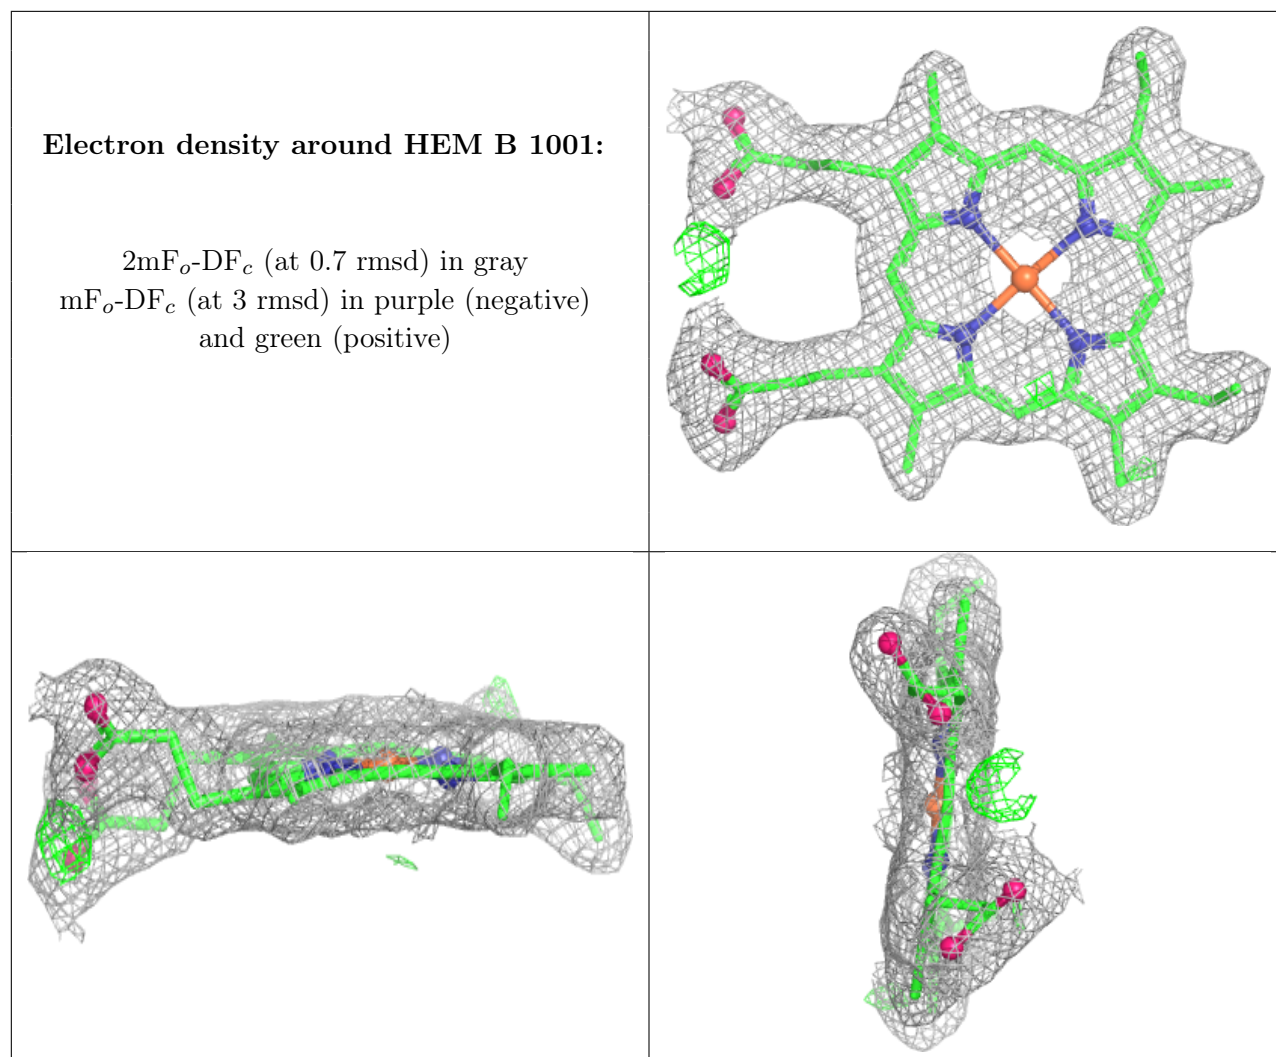 Electron density around HEM B 1001:
2mFo-DFc (at 0.7 rmsd) in gray
mFo-DFc (at 3 rmsd) in purple (negative)
and green (positive)